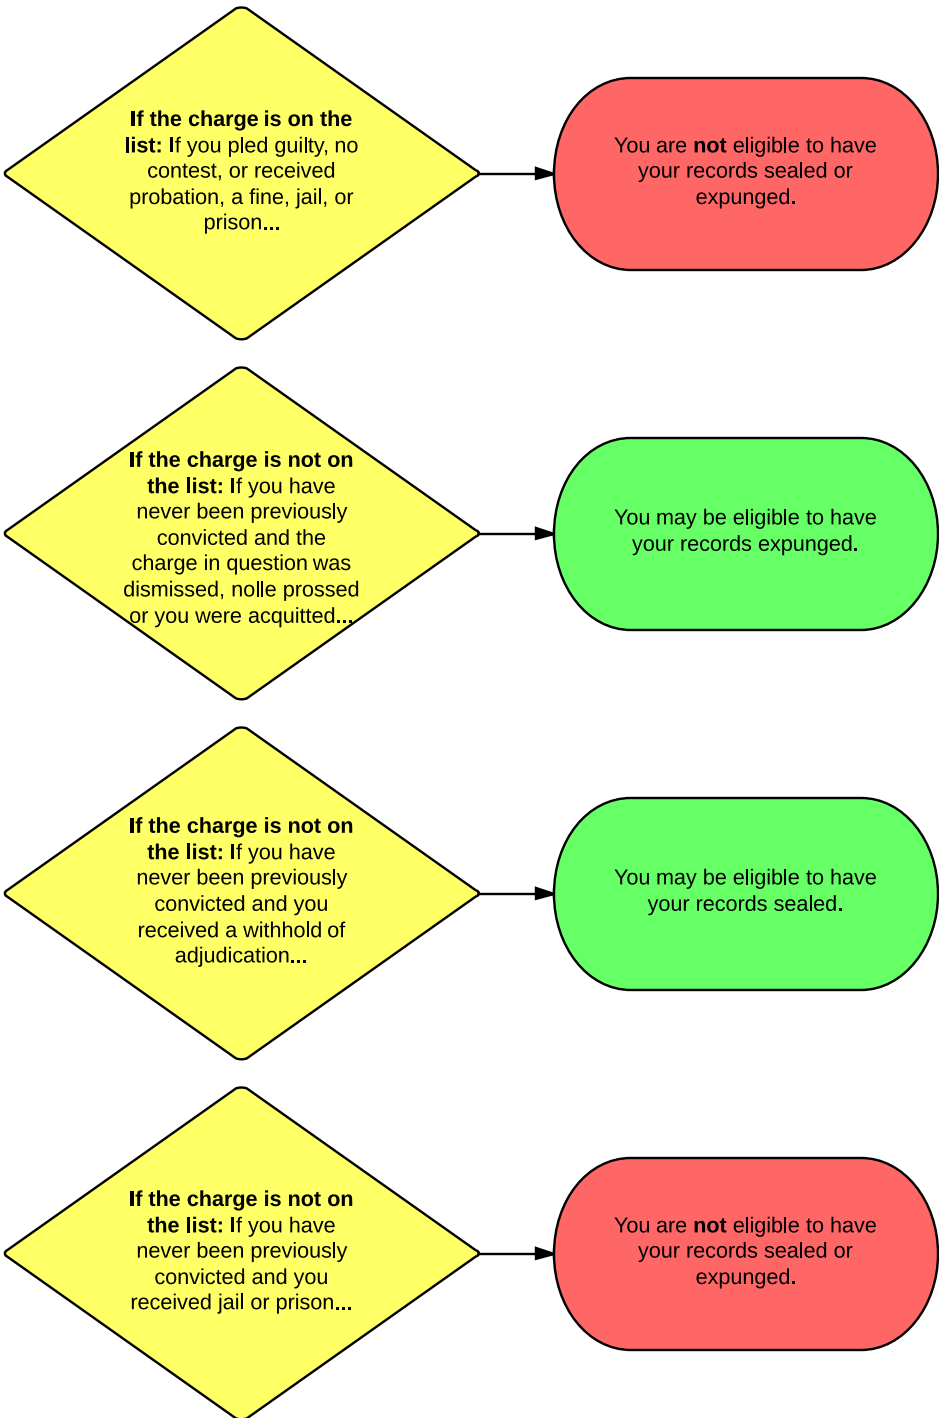 If the charge is on the
list: If you pled guilty, no
contest, or received
probation, a fine, jail, or
prison...
You are not eligible to have
your records sealed or
expunged.
If the charge is not on
the list: If you have
never been previously
convicted and the
charge in question was
dismissed, nolle prossed
or you were acquitted...
You may be eligible to have
your records expunged.
If the charge is not on
the list: If you have
never been previously
convicted and you
received a withhold of
adjudication...
You may be eligible to have
your records sealed.
If the charge is not on
the list: If you have
never been previously
convicted and you
received jail or prison...
You are not eligible to have
your records sealed or
expunged.